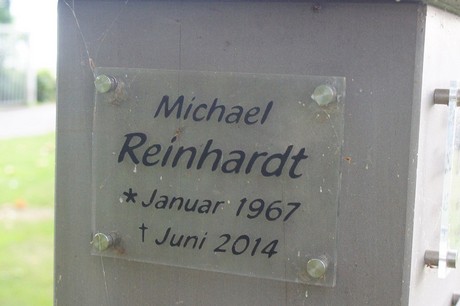 Michael
Reinhardt
* Januar 1967
† Juni 2014